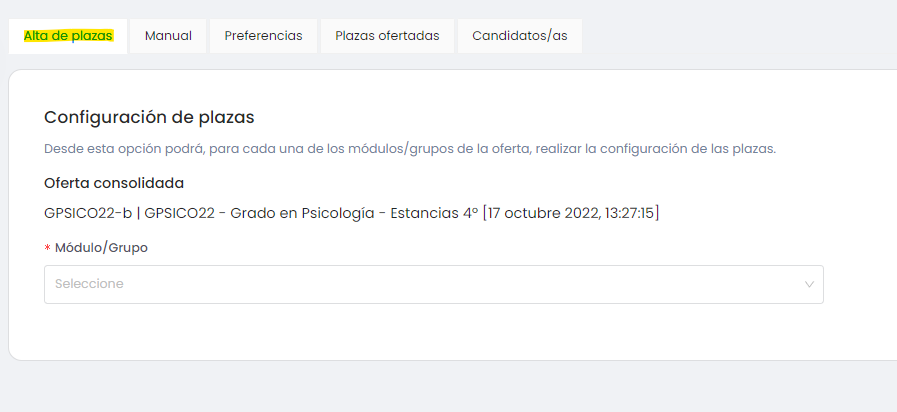 Alta de plazas
Manual
Preferencias
Plazas ofertadas
Candidatos/as
Configuración de plazas
Desde esta opción podrá, para cada una de los módulos/grupos de la oferta, realizar la configuración de las plazas.
Oferta consolidada
GPSICO22-b | GPSICO22 - Grado en Psicología - Estancias 4º [17 octubre 2022, 13:27:15]
* Módulo/Grupo
Seleccione